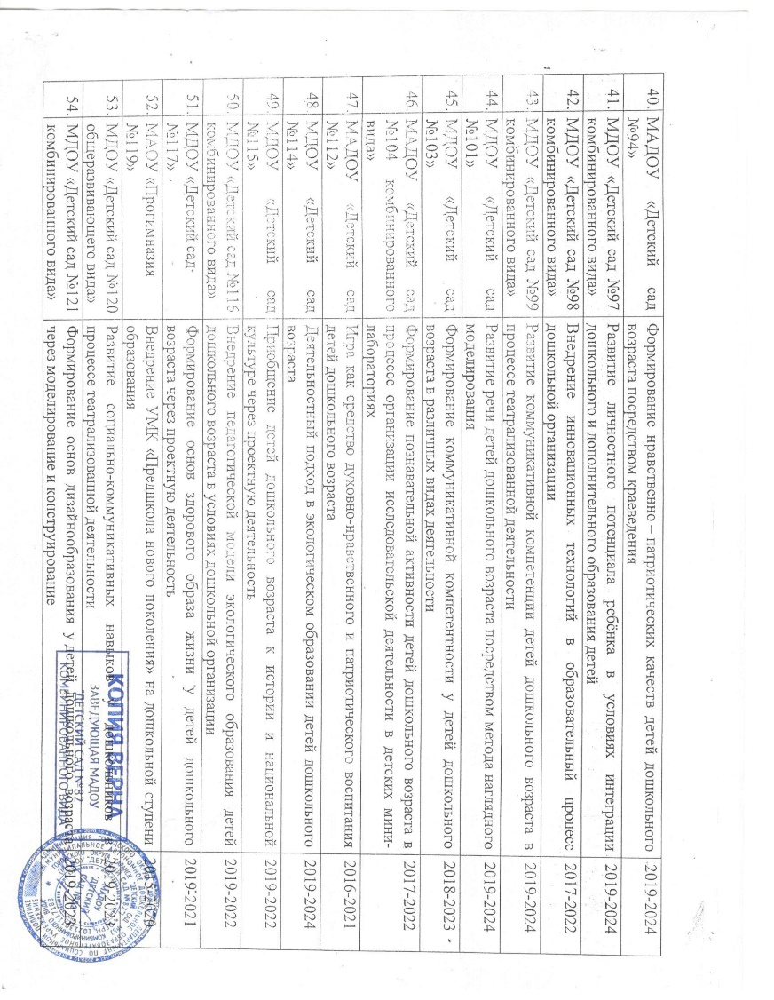 40. МАДОУ «Детский сад №94» Формирование нравственно – патриотических качеств детей дошкольного возраста посредством краеведения 2019-2024
41. МДОУ «Детский сад №97 комбинированного вида» Развитие личностного потенциала ребёнка в условиях интеграции дошкольного и дополнительного образования детей 2019-2024
42. МДОУ «Детский сад №98 комбинированного вида» Внедрение инновационных технологий в образовательный процесс дошкольной организации 2017-2022
43. МДОУ «Детский сад №99 комбинированного вида» Развитие коммуникативной компетенции детей дошкольного возраста в процессе театрализованной деятельности 2019-2024
44. МДОУ «Детский сад №101» Развитие речи детей дошкольного возраста посредством метода наглядного моделирования 2019-2024
45. МДОУ «Детский сад №103» Формирование коммуникативной компетентности у детей дошкольного возраста в различных видах деятельности 2018-2023
46. МАДОУ «Детский сад №104 комбинированного вида» Формирование познавательной активности детей дошкольного возраста в процессе организации исследовательской деятельности в детских мини-лабораториях 2017-2022
47. МАДОУ «Детский сад №112» Игра как средство духовно-нравственного и патриотического воспитания детей дошкольного возраста 2016-2021
48. МДОУ «Детский сад №114» Деятельностный подход в экологическом образовании детей дошкольного возраста 2019-2024
49. МДОУ «Детский сад №115» Приобщение детей дошкольного возраста к истории и национальной культуре через проектную деятельность 2019-2022
50. МДОУ «Детский сад №116 комбинированного вида» Внедрение педагогической модели экологического образования детей дошкольного возраста в условиях дошкольной организации 2019-2022
51. МДОУ «Детский сад №117» Формирование основ здорового образа жизни у детей дошкольного возраста через проектную деятельность 2019-2021
52. МАОУ «Прогимназия №119» Внедрение УМК «Предшкола нового поколения» на дошкольной ступени образования
53. МДОУ «Детский сад №120 общеразвивающего вида» Развитие социально-коммуникативных навыков у дошкольников в процессе театрализованной деятельности 2019-2023
54. МДОУ «Детский сад №121 комбинированного вида» Формирование основ дизайнобразования у детей дошкольного возраста через моделирование и конструирование 2019-2023
КОПИЯ ВЕРНА
ЗАВЕДУЮЩАЯ МАДОУ
"ДЕТСКИЙ САД №82
КОМБИНИРОВАННОГО ВИДА"